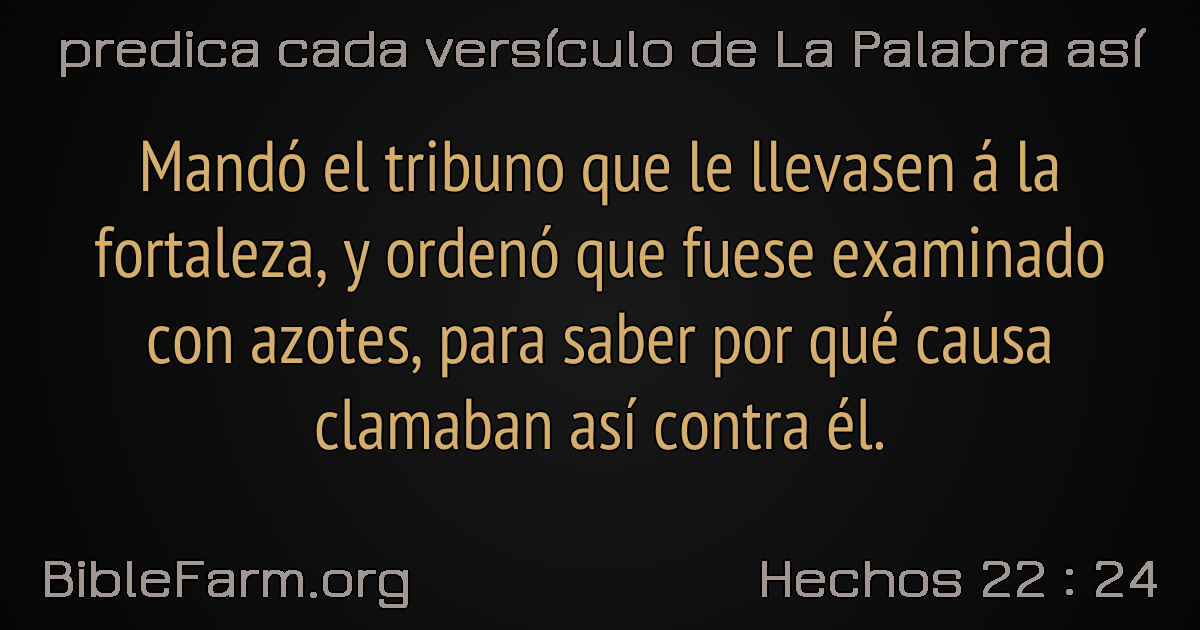 predica cada versículo de La Palabra así
Mandó el tribuno que le llevasen á la
fortaleza, y ordenó que fuese examinado
con azotes, para saber por qué causa
clamaban así contra él.
BibleFarm.org
Hechos 22 : 24